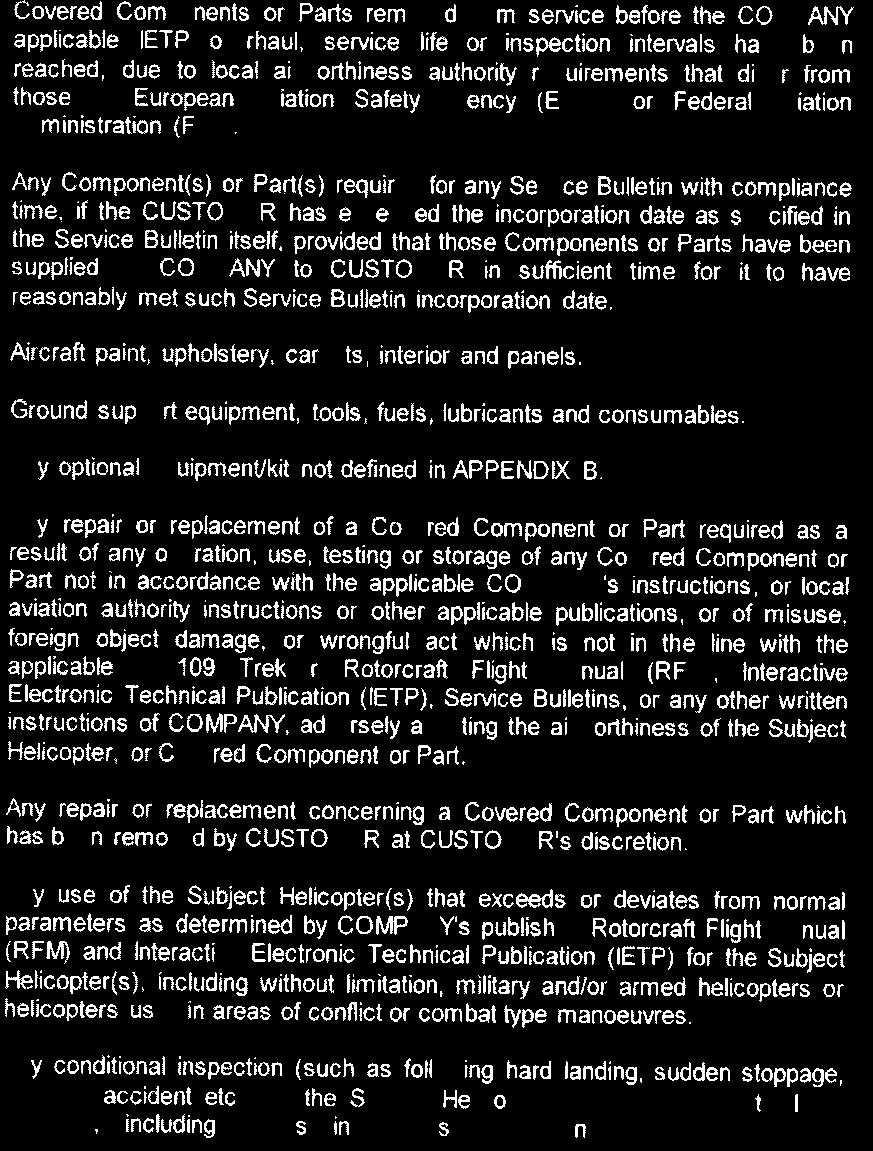 Covered Com nents or Parts rem d m service before the CO ANY
applicable IETP o rhaul, service life or inspection intervals ha b n
reached, due to local ai orthiness authority r uirements that di r from
those European iation Safety ency (E or Federal iation
ministration (F .
Any Component(s) or Part(s) requir for any Se ce Bulletin with compliance
time, if the CUSTO R has e e ed the incorporation date as s cified in
the Service Bulletin itself, provided that those Components or Parts have been
supplied CO ANY to CUSTO R in sufficient time for it to have
reasonably met such Service Bulletin incorporation date.
Aircraft paint, upholstery, car ts, interior and panels.
Ground sup rt equipment, tools, fuels, lubricants and consumables.
y optional uipment/kit not defined in APPENDIX B.
y repair or replacement of a Co red Component or Part required as a
result of any o ration, use, testing or storage of any Co red Component or
Part not in accordance with the applicable CO 's instructions, or local
aviation authority instructions or other applicable publications, or of misuse,
foreign object damage, or wrongful act which is not in the line with the
applicable 109 Trek r Rotorcraft Flight nual (RF , Interactive
Electronic Technical Publication (IETP), Service Bulletins, or any other written
instructions of COMPANY, ad rsely a ting the ai orthiness of the Subject
Helicopter, or C red Component or Part.
Any repair or replacement concerning a Covered Component or Part which
has b n remo d by CUSTO R at CUSTO R's discretion.
y use of the Subject Helicopter(s) that exceeds or deviates from normal
parameters as determined by COMP Y's publish Rotorcraft Flight nual
(RFM) and Interacti Electronic Technical Publication (IETP) for the Subject
Helicopter(s), including without limitation, military and/or armed helicopters or
helicopters us in areas of conflict or combat type manoeuvres.
y conditional inspection (such as foll ing hard landing, sudden stoppage,
accident etc the S He o t l
, including s in s n